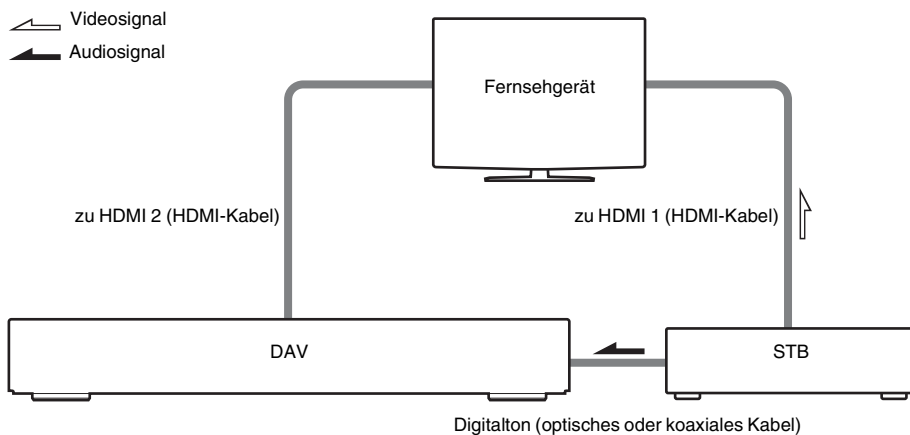 Videosignal
Audiosignal
Fernsehgerät
zu HDMI 2 (HDMI-Kabel)
zu HDMI 1 (HDMI-Kabel)
DAV
STB
Digitalton (optisches oder koaxiales Kabel)